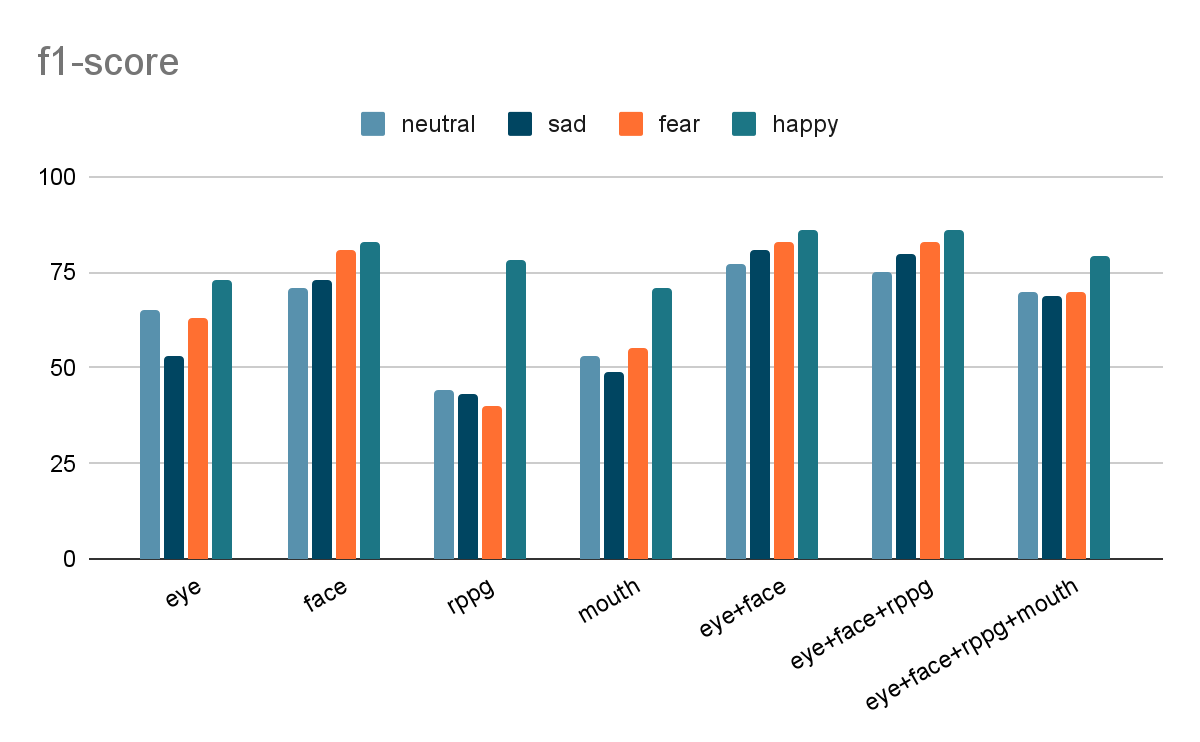 f1-score
neutral sad fear happy
100
75
50
25
0
eye face rppg mouth eye+face eye+face+rppg eye+face+rppg+mouth